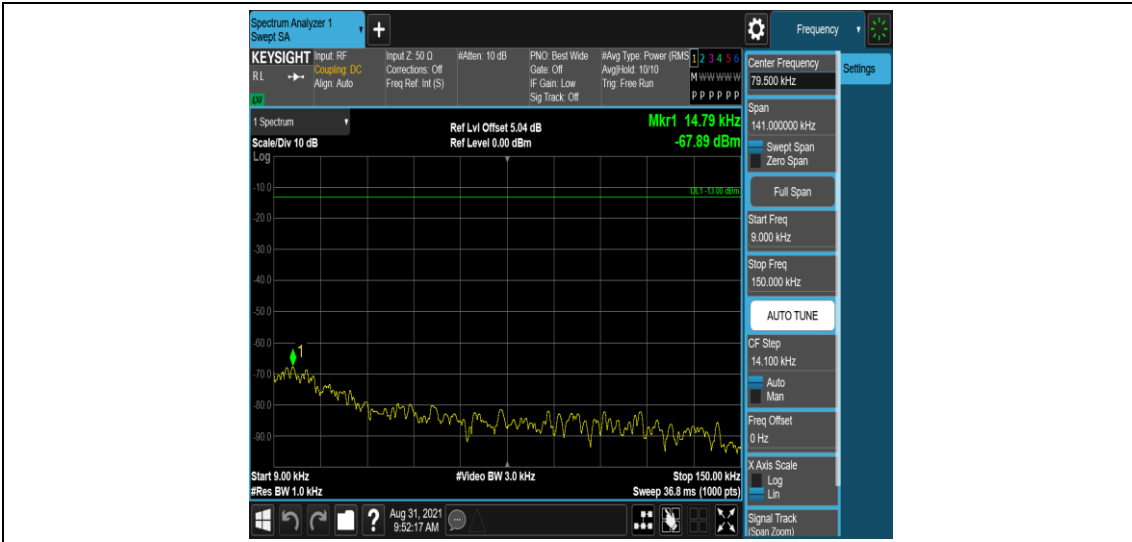 Spectrum Analyzer 1
Swept SA
+
Frequency
KEYSIGHT
RL
LXI
Input: RF
Coupling: DC
Align: Auto
Input Z: 50 Ω
Corrections: Off
Freq Ref: Int (S)
#Atten: 10 dB
PNO: Best Wide
Gate: Off
IF Gain: Low
Sig Track: Off
#Avg Type: Power (RMS
Avg|Hold: 10/10
Trig: Free Run
1 2 3 4 5 6
M W W W W W
P P P P P P
1 Spectrum
Scale/Div 10 dB
Log
Ref Lvl Offset 5.04 dB
Ref Level 0.00 dBm
Mkr1 14.79 kHz
-67.89 dBm
DL1 -13.00 dBm
-10.0
-20.0
-30.0
-40.0
-50.0
-60.0
-70.0
-80.0
-90.0
1
Start 9.00 kHz
#Res BW 1.0 kHz
#Video BW 3.0 kHz
Stop 150.00 kHz
Sweep 36.8 ms (1000 pts)
Center Frequency
79.500 kHz
Span
141.000000 kHz
Swept Span
Zero Span
Full Span
Start Freq
9.000 kHz
Stop Freq
150.000 kHz
AUTO TUNE
CF Step
14.100 kHz
Auto
Man
Freq Offset
0 Hz
X Axis Scale
Log
Lin
Signal Track
(Span Zoom)
Settings
?
Aug 31, 2021
9:52:17 AM